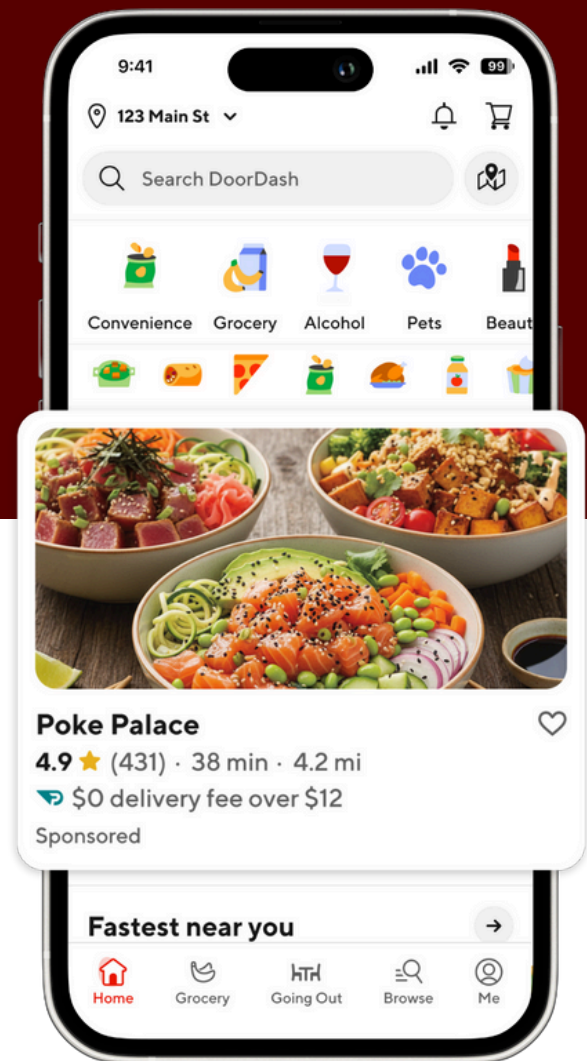 9:41
99
123 Main St
Search DoorDash
Convenience Grocery Alcohol Pets Beaut
Poke Palace
4.9 ★ (431) · 38 min · 4.2 mi
$0 delivery fee over $12
Sponsored
Fastest near you
Home Grocery Going Out Browse Me